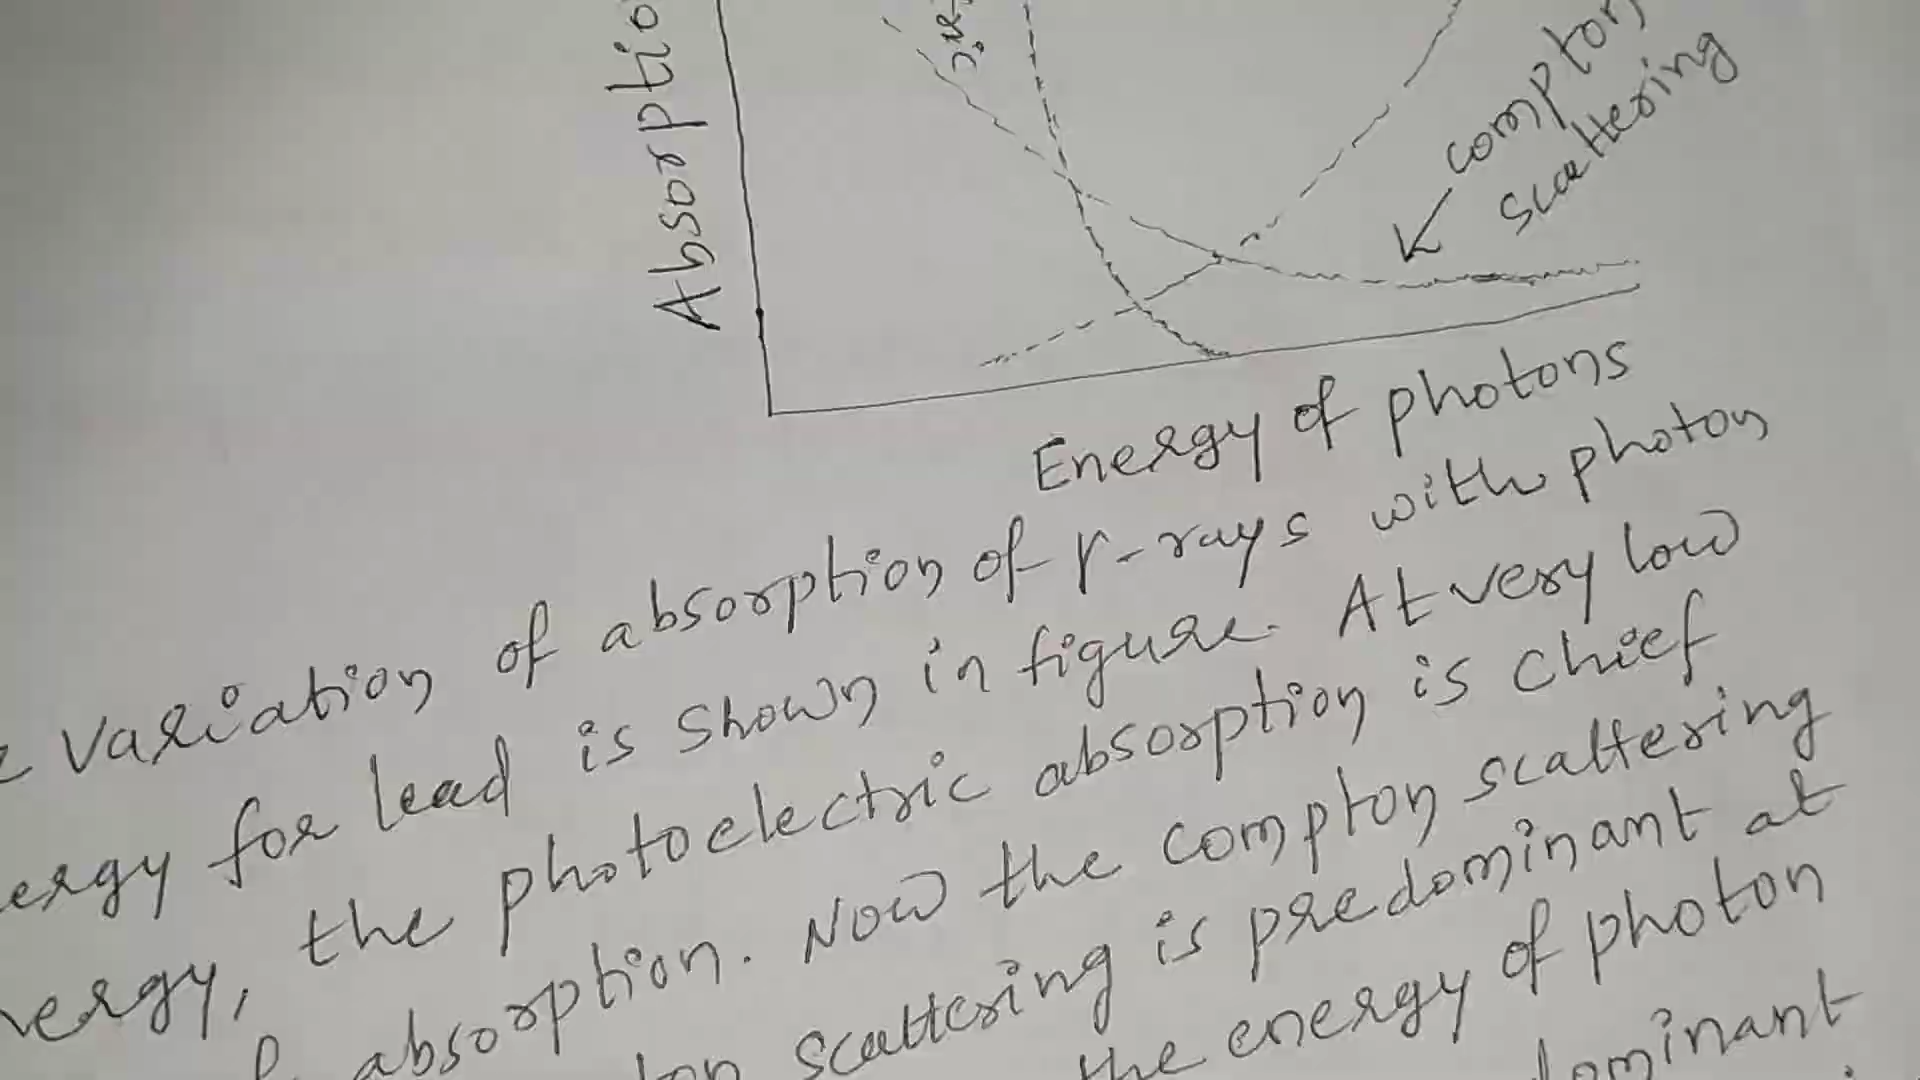 Absorptio
compton
scattering
Energy of photons
variation of absorption of γ-rays with photon
ergy for lead is shown in figure. At very low
nergy, the photoelectric absorption is chief
absorption. Now the compton scattering
scattering is predominant at
the energy of photon
dominant